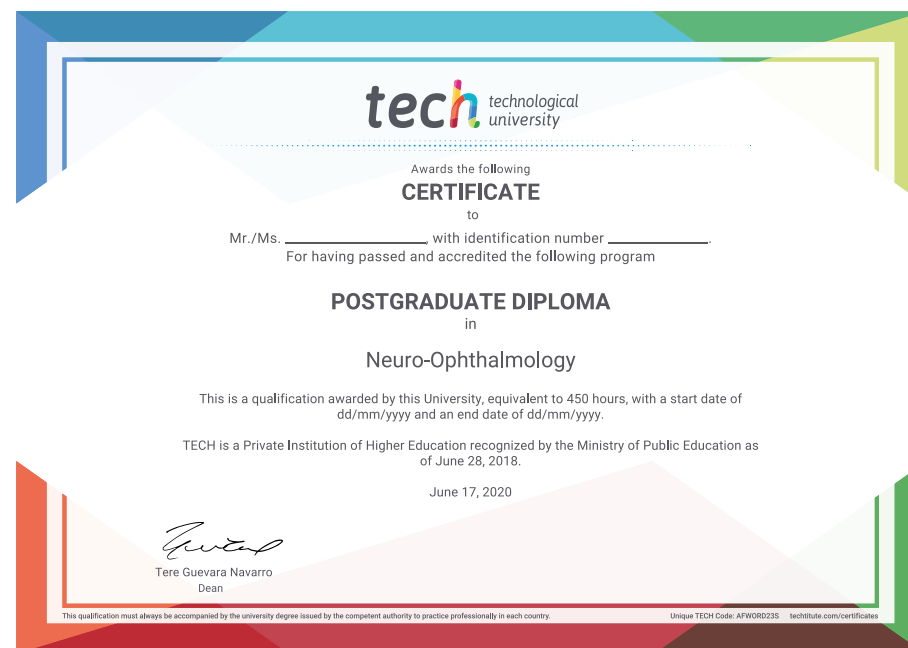 tech technological
university
Awards the following
CERTIFICATE
to
Mr./Ms. ____________________, with identification number ______________.
For having passed and accredited the following program
POSTGRADUATE DIPLOMA
in
Neuro-Ophthalmology
This is a qualification awarded by this University, equivalent to 450 hours, with a start date of
dd/mm/yyyy and an end date of dd/mm/yyyy.
TECH is a Private Institution of Higher Education recognized by the Ministry of Public Education as
of June 28, 2018.
June 17, 2020
Tere Guevara Navarro
Dean
This qualification must always be accompanied by the university degree issued by the competent authority to practice professionally in each country.
Unique TECH Code: AFWORD23S techtitute.com/certificates